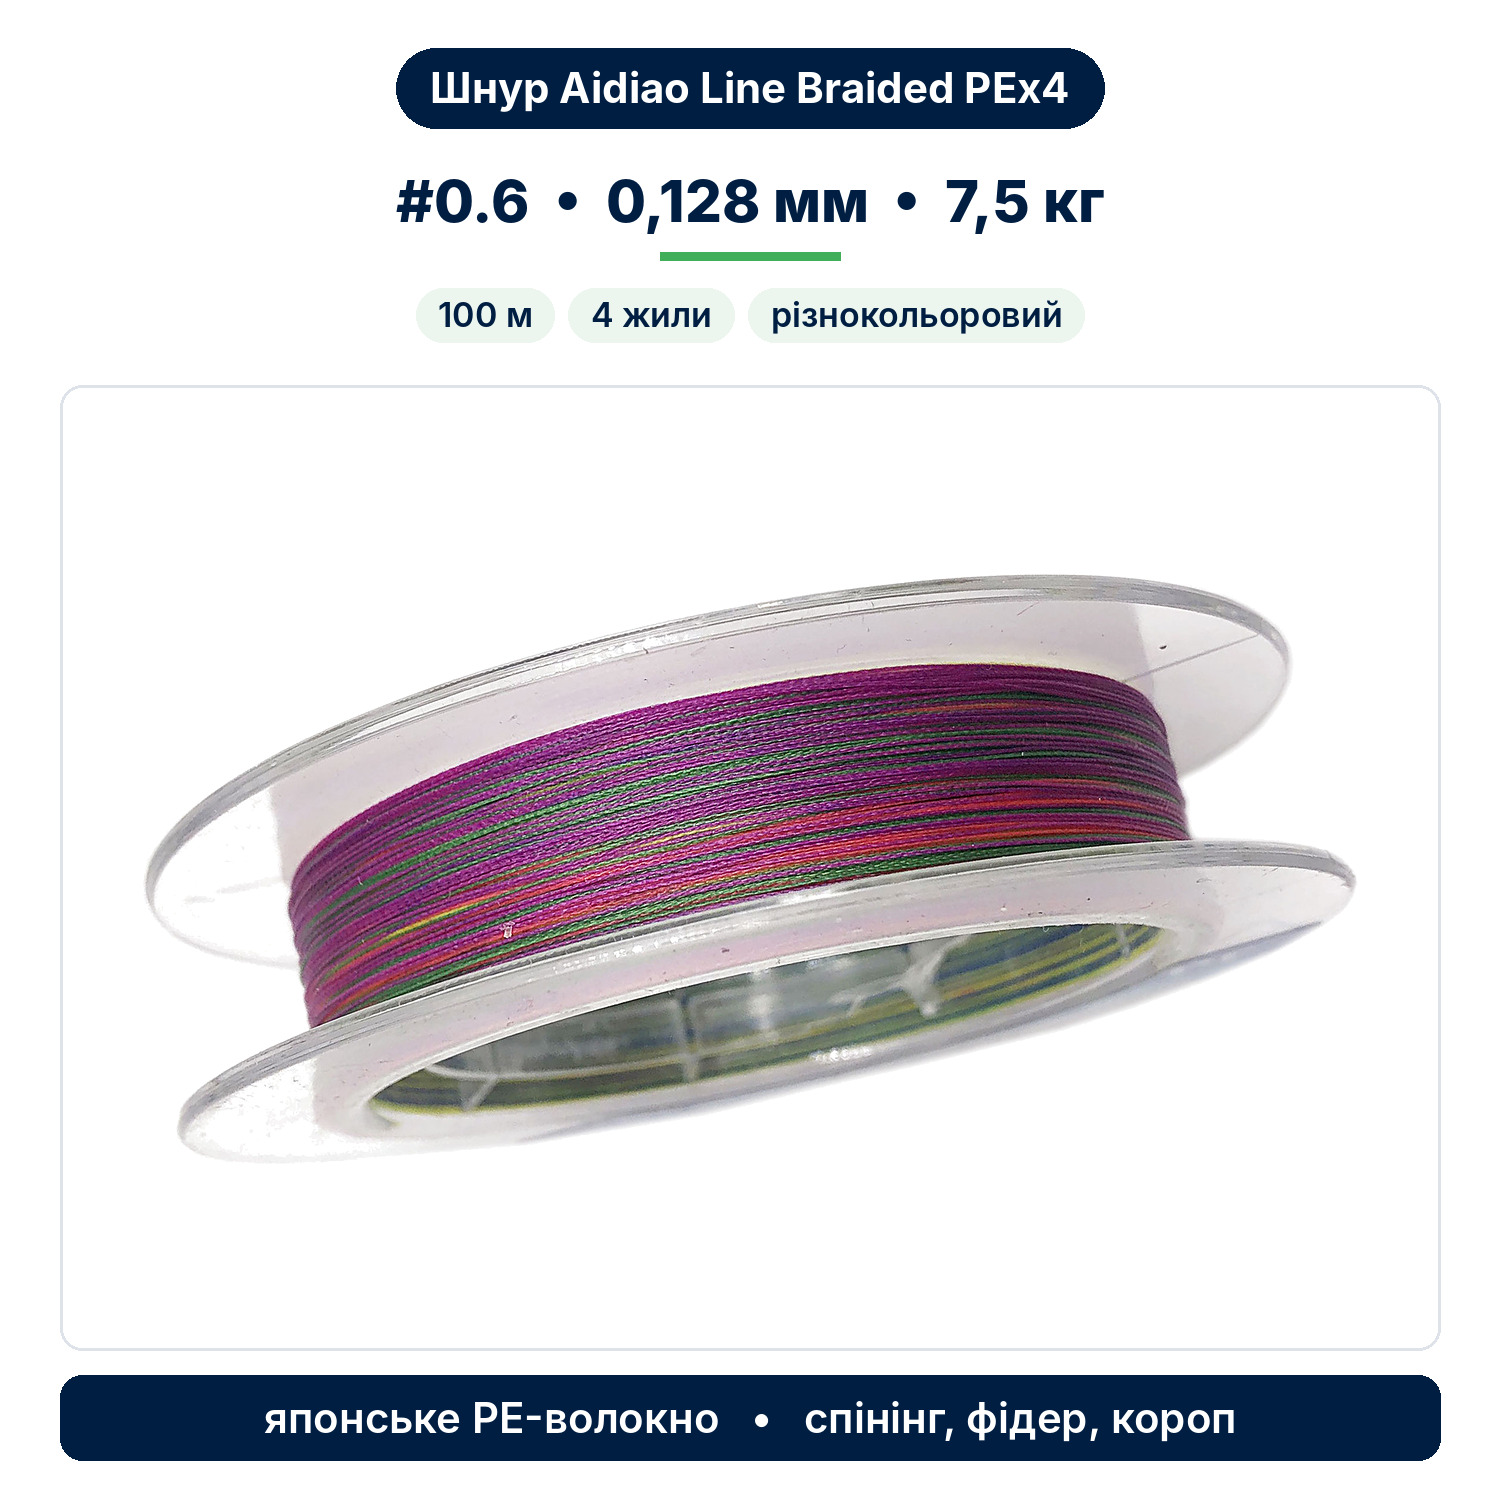 Шнур Aidiao Line Braided PEx4
#0.6 • 0,128 мм • 7,5 кг
100 м 4 жили різнокольоровий
японське PE-волокно • спінінг, фідер, короп